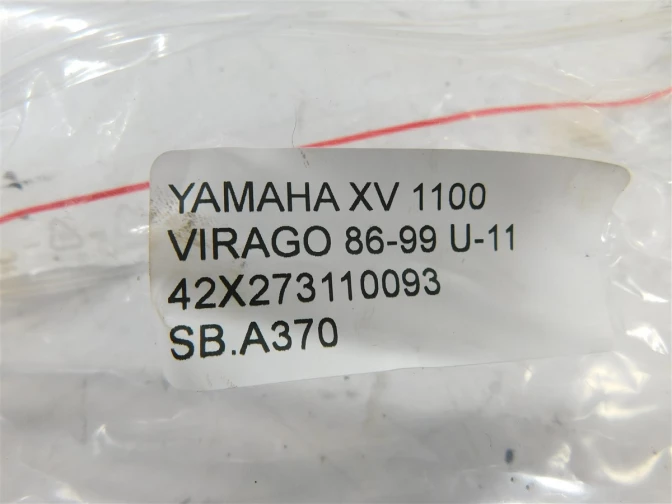 YAMAHA XV 1100
VIRAGO 86-99 U-11
42X273110093
SB.A370